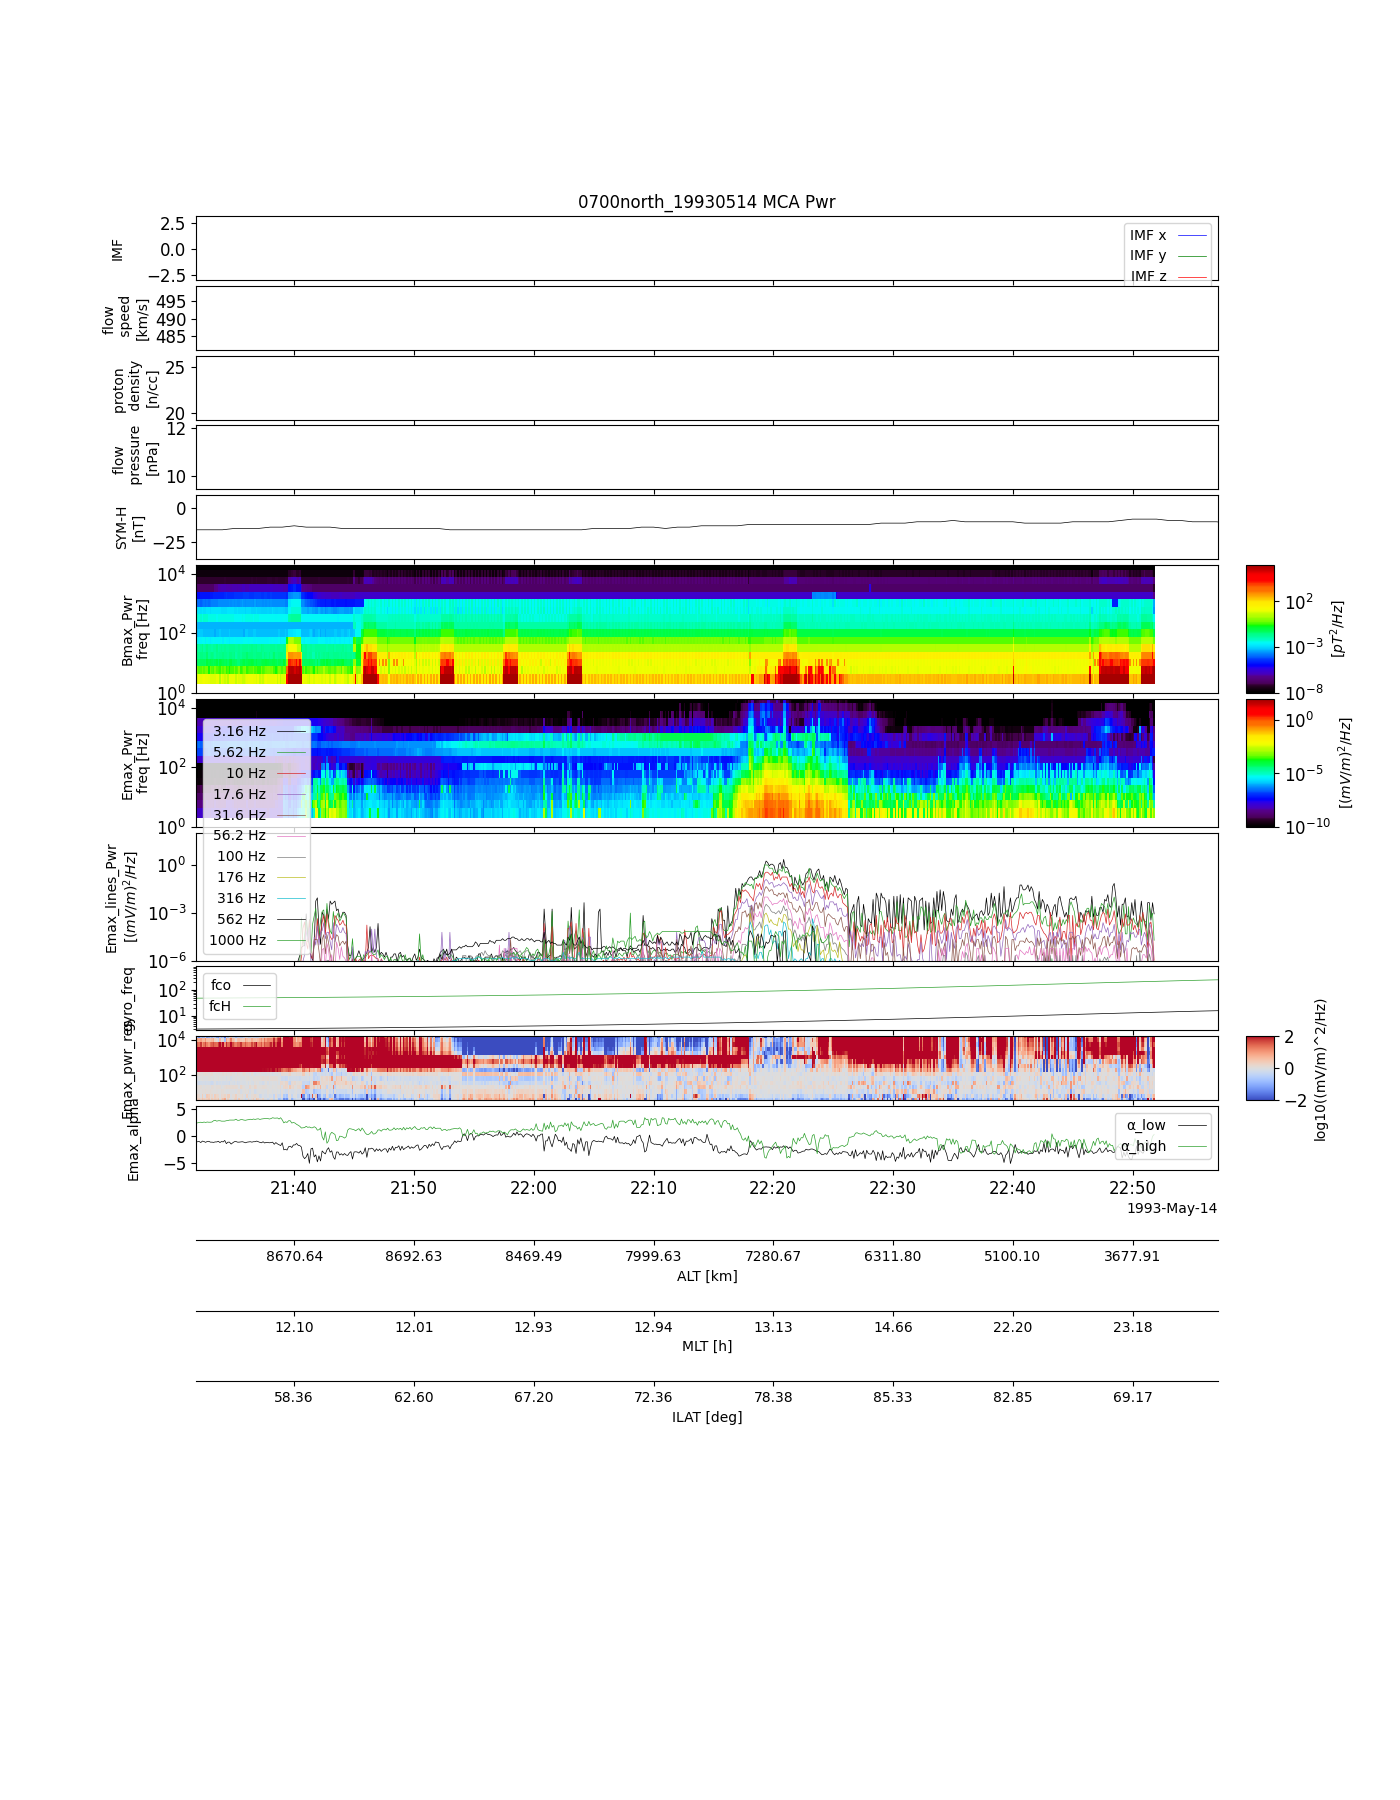 0700north_19930514 MCA Pwr
IMF
2.5
0.0
−2.5
IMF x
IMF y
IMF z
flow
speed
[km/s]
495
490
485
proton
density
[n/cc]
25
20
flow
pressure
[nPa]
12
10
SYM-H
[nT]
0
−25
Bmax_Pwr
freq [Hz]
10^4
10^2
10^0
10^2
10^−3
10^−8
[pT^2/Hz]
Emax_Pwr
freq [Hz]
10^4
10^2
10^0
10^0
10^−5
10^−10
[(mV/m)^2/Hz]
3.16 Hz
5.62 Hz
10 Hz
17.6 Hz
31.6 Hz
56.2 Hz
100 Hz
176 Hz
316 Hz
562 Hz
1000 Hz
Emax_lines_Pwr
[(mV/m)^2/Hz]
10^0
10^−3
10^−6
gyro_freq
10^2
10^1
fco
fcH
Emax_pwr_reg
10^4
10^2
2
0
−2
log10((mV/m)^2/Hz)
Emax_alpha
5
0
−5
α_low
α_high
21:40 21:50 22:00 22:10 22:20 22:30 22:40 22:50
1993-May-14
8670.64 8692.63 8469.49 7999.63 7280.67 6311.80 5100.10 3677.91
ALT [km]
12.10 12.01 12.93 12.94 13.13 14.66 22.20 23.18
MLT [h]
58.36 62.60 67.20 72.36 78.38 85.33 82.85 69.17
ILAT [deg]